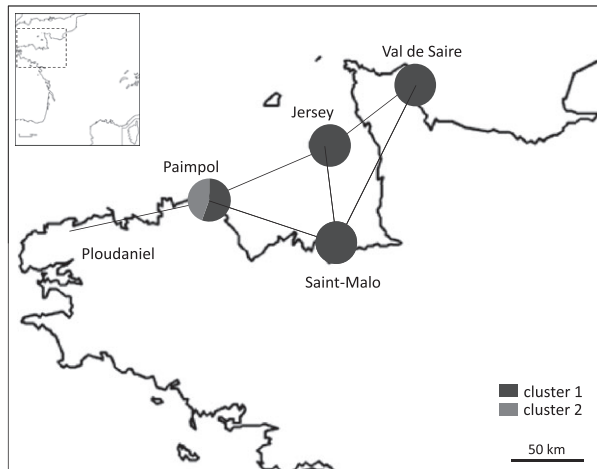 Val de Saire
Jersey
Paimpol
Ploudaniel
Saint-Malo
cluster 1
cluster 2
50 km